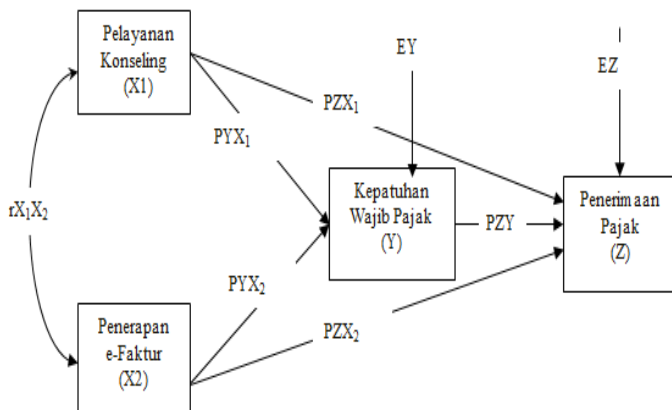 Pelayanan
Konseling
(X1)
EY
EZ
PZX₁
PYX₁
Kepatuhan
Wajib Pajak
(Y)
Penerimaan
Pajak
(Z)
rX₁X₂
PZY
PYX₂
Penerapan
e-Faktur
(X2)
PZX₂